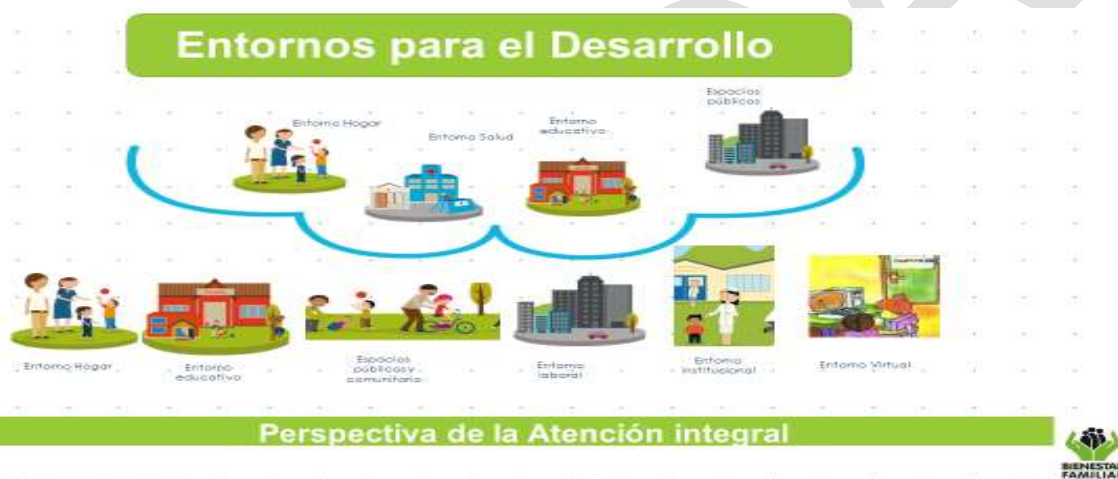 Entornos para el Desarrollo
Espacios
públicos
Entorno Hogar
Entorno Salud
Entorno
educativo
Entorno Hogar
Entorno
educativo
Espacios
públicos y
comunitario
Entorno
laboral
Entorno
institucional
Entorno Virtual
Perspectiva de la Atención integral
BIENESTAR
FAMILIAR